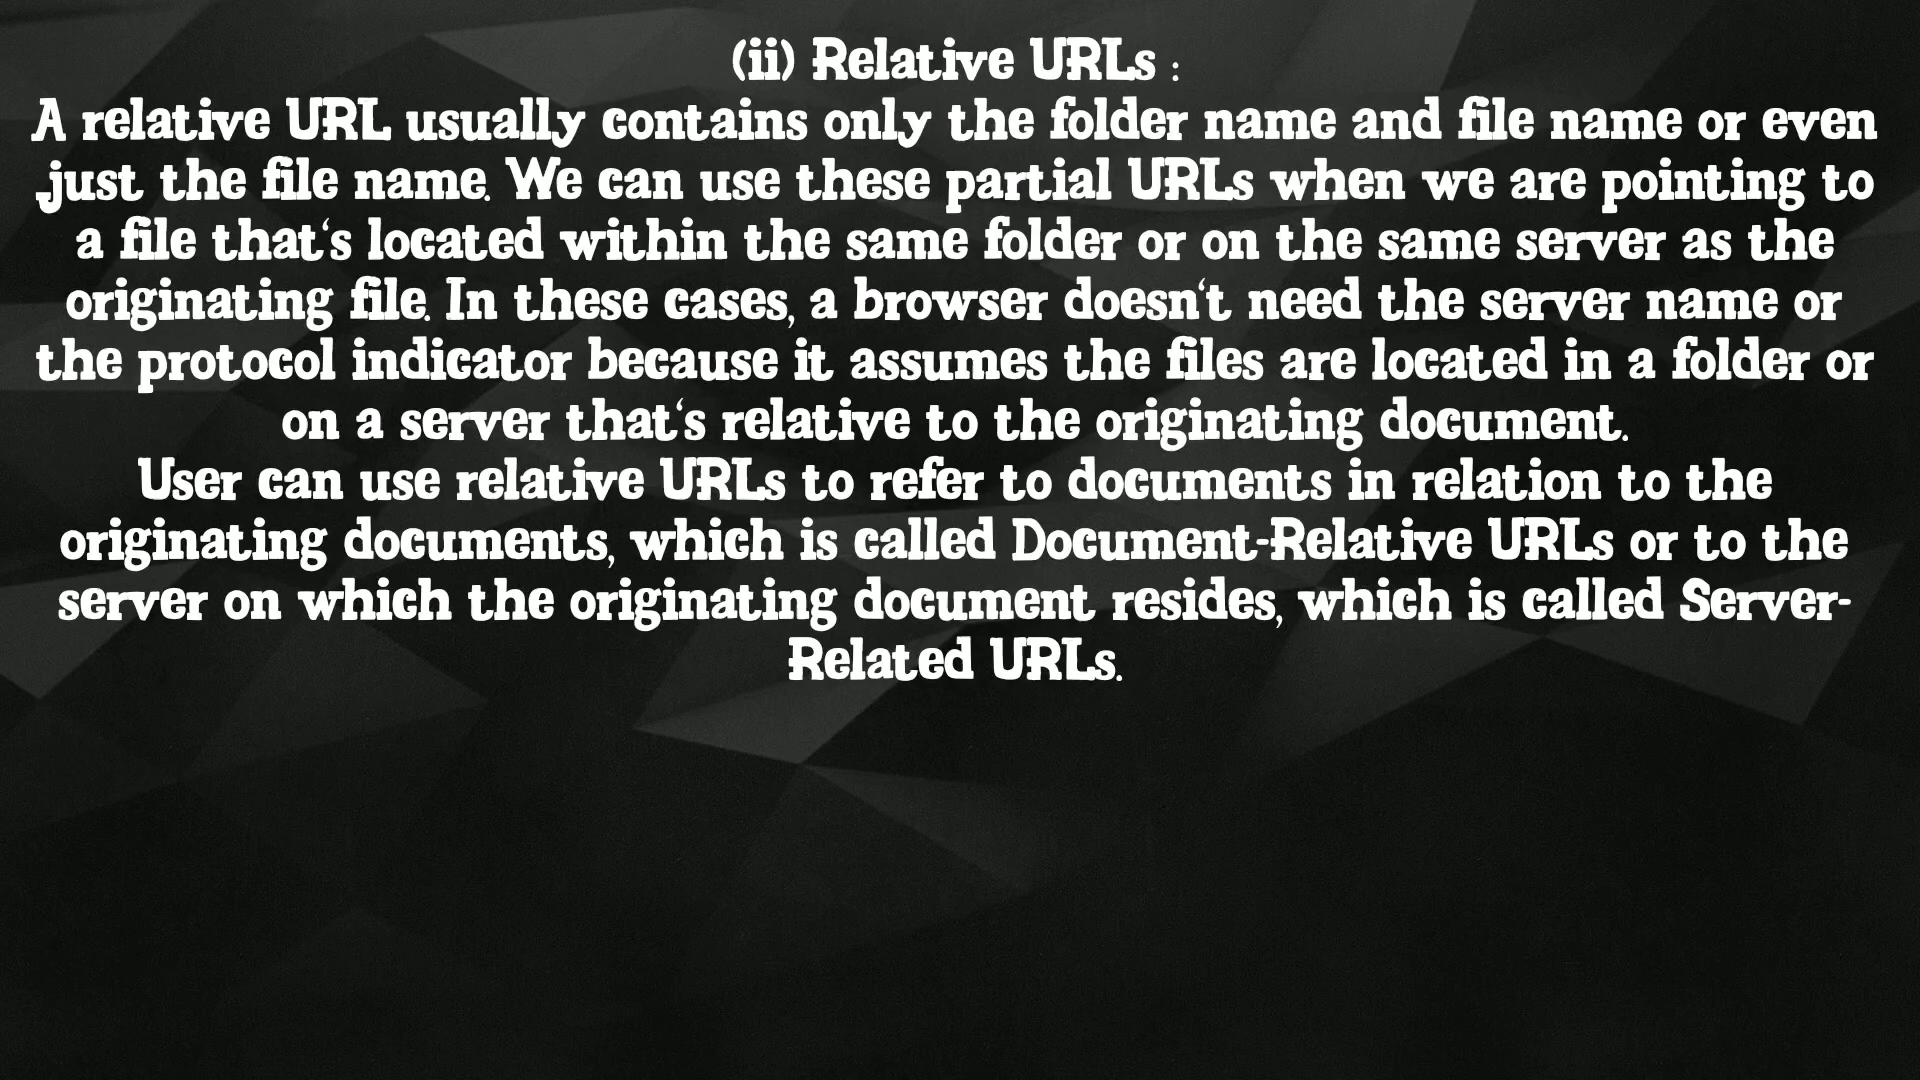 (ii) Relative URLs :
A relative URL usually contains only the folder name and file name or even
just the file name. We can use these partial URLs when we are pointing to
a file that‘s located within the same folder or on the same server as the
originating file. In these cases, a browser doesn‘t need the server name or
the protocol indicator because it assumes the files are located in a folder or
on a server that‘s relative to the originating document.
User can use relative URLs to refer to documents in relation to the
originating documents, which is called Document-Relative URLs or to the
server on which the originating document resides, which is called Server-
Related URLs.